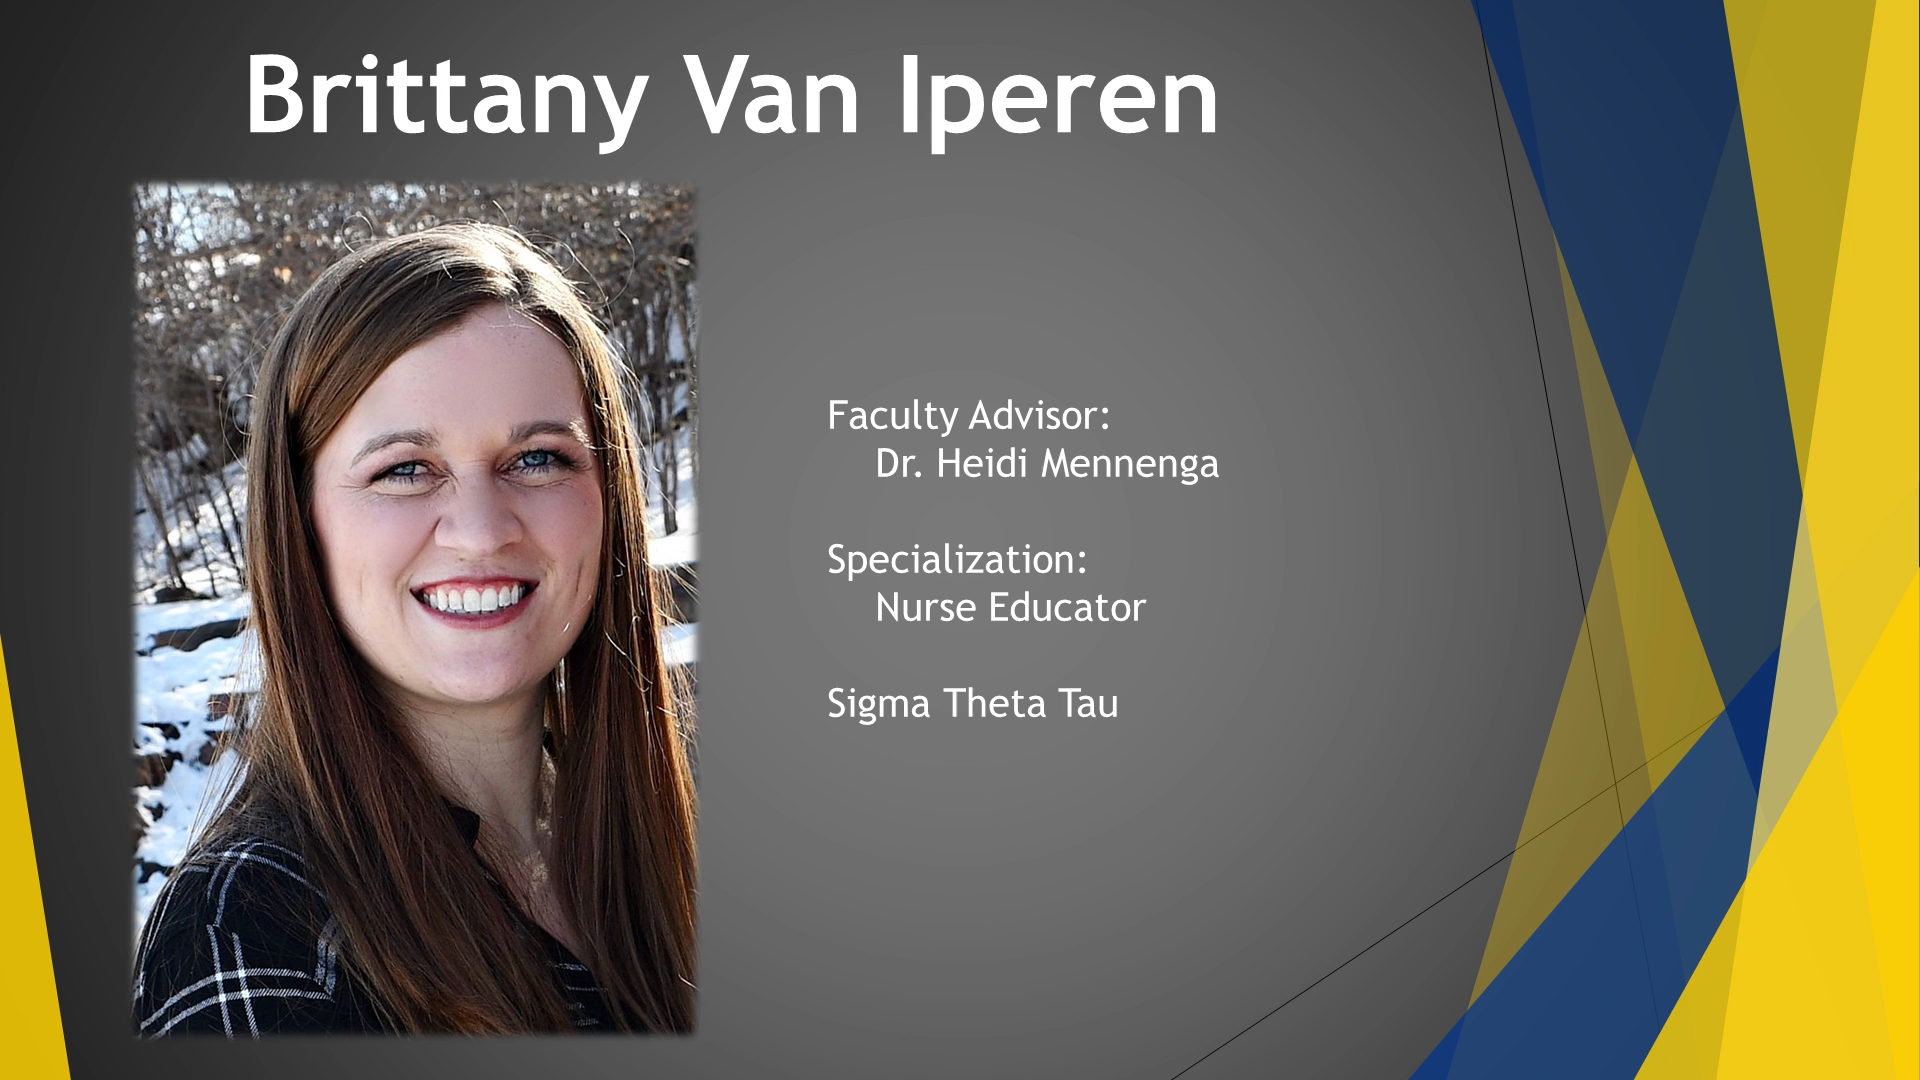 Brittany Van Iperen
Faculty Advisor:
Dr. Heidi Mennenga
Specialization:
Nurse Educator
Sigma Theta Tau